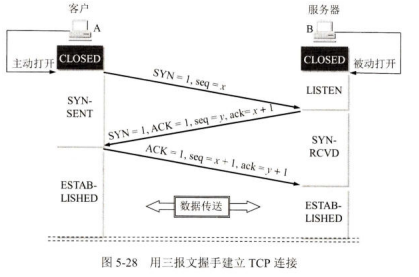 客户
服务器
A
B
主动打开
CLOSED
CLOSED
被动打开
SYN = 1, seq = x
LISTEN
SYN-
SENT
SYN = 1, ACK = 1, seq = y, ack = x + 1
SYN-
RCVD
ACK = 1, seq = x + 1, ack = y + 1
ESTAB-
LISHED
数据传送
ESTAB-
LISHED
图 5-28 用三报文握手建立 TCP 连接